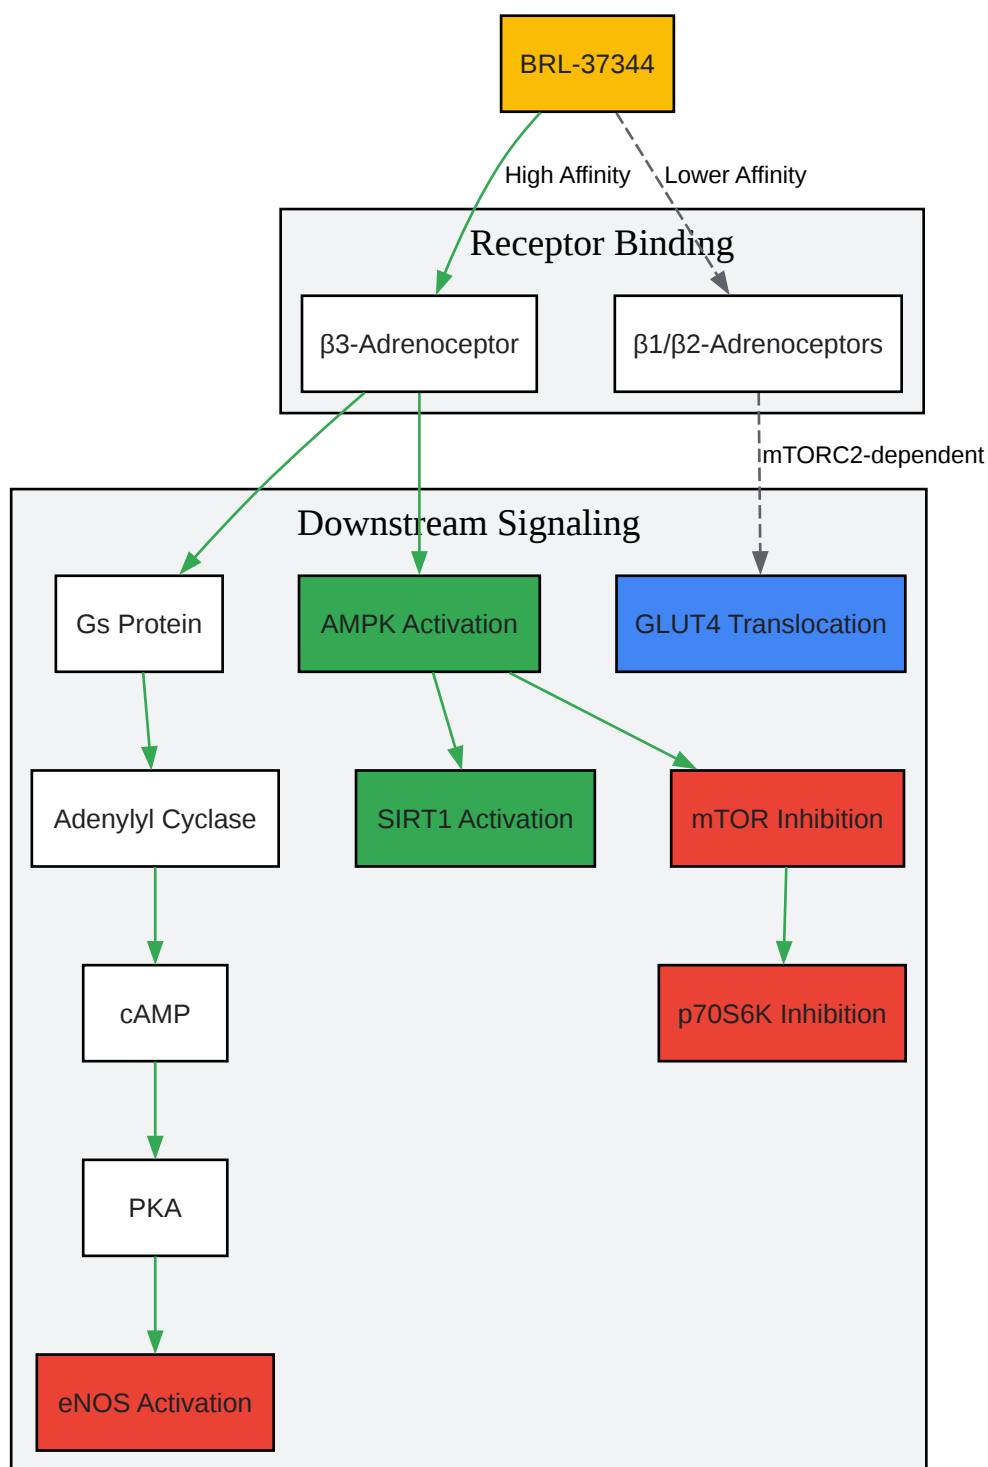 BRL-37344
High Affinity
Lower Affinity
Receptor Binding
β3-Adrenoceptor
β1/β2-Adrenoceptors
mTORC2-dependent
Downstream Signaling
Gs Protein
AMPK Activation
GLUT4 Translocation
Adenylyl Cyclase
SIRT1 Activation
mTOR Inhibition
cAMP
p70S6K Inhibition
PKA
eNOS Activation